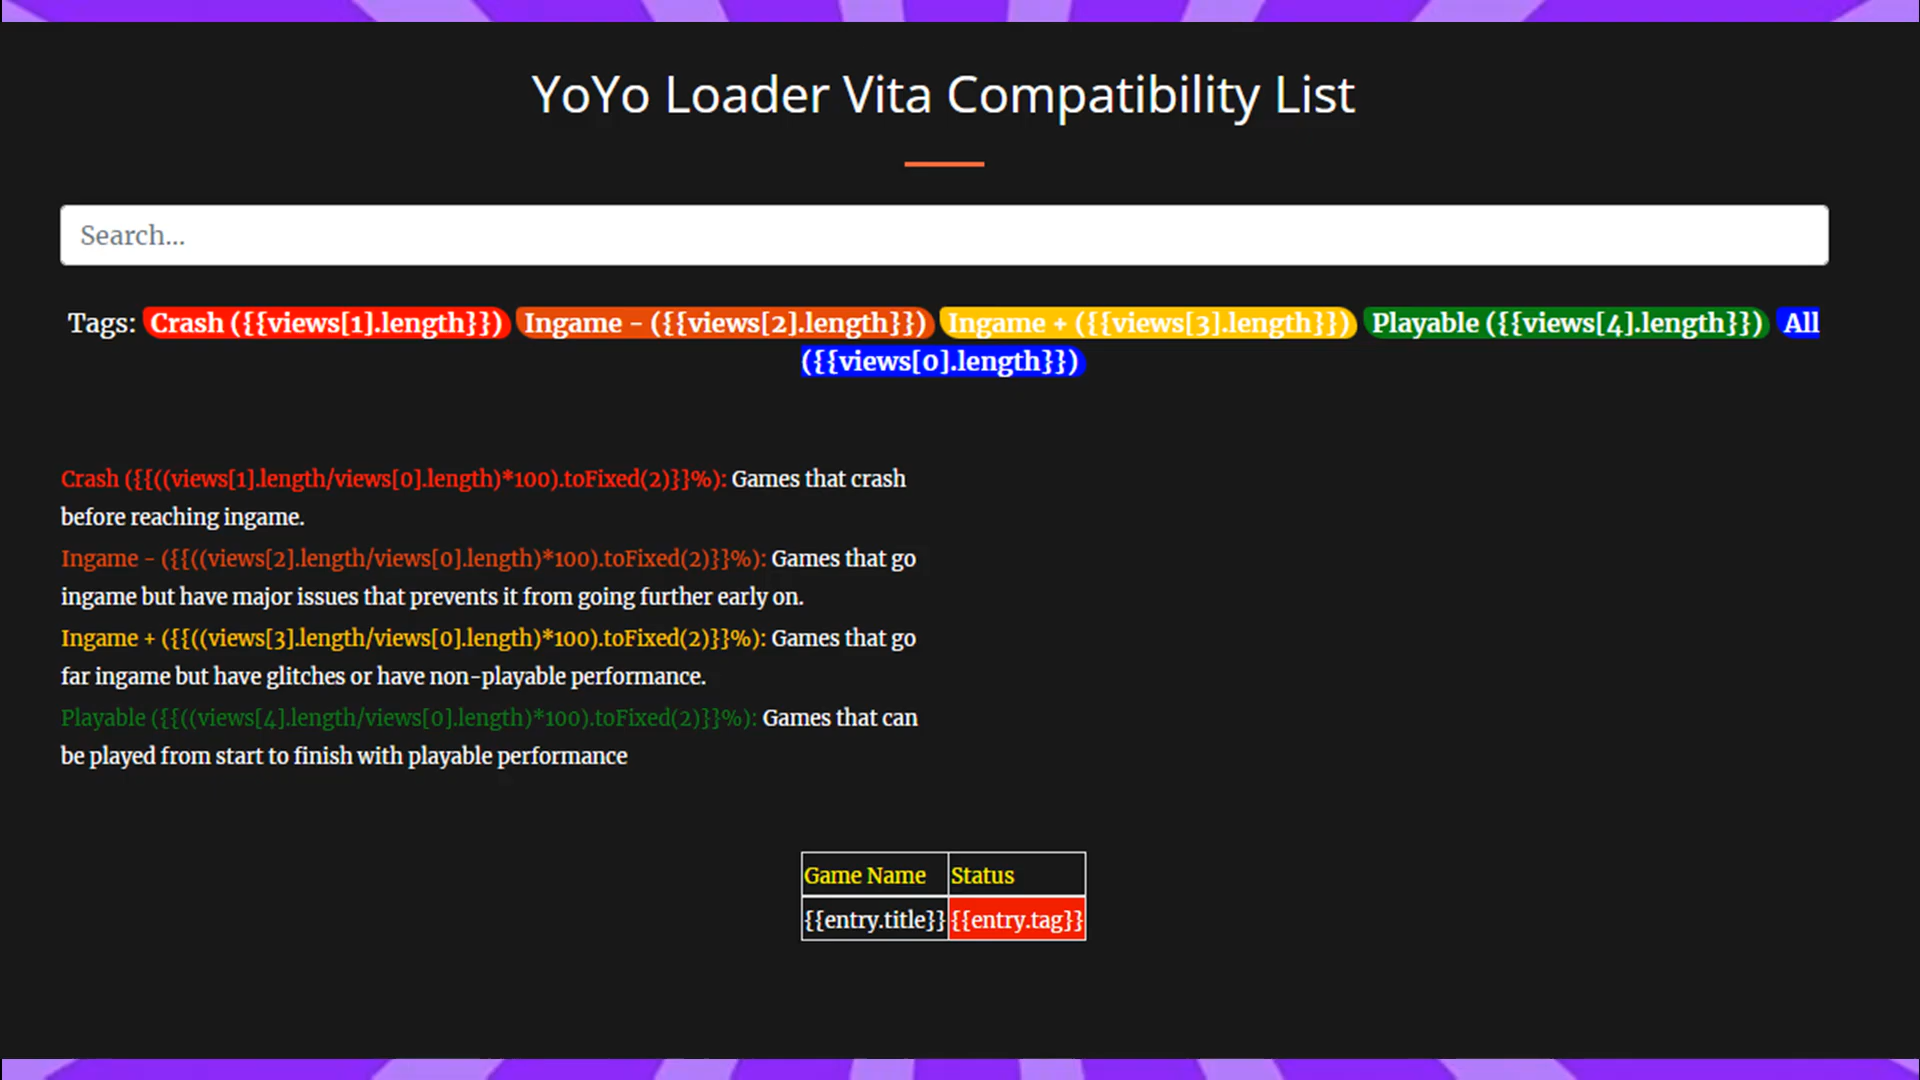 YoYo Loader Vita Compatibility List
Search...
Tags: Crash ({{views[1].length}}) Ingame - ({{views[2].length}}) Ingame + ({{views[3].length}}) Playable ({{views[4].length}}) All
({{views[0].length}})
Crash ({{((views[1].length/views[0].length)*100).toFixed(2)}}%): Games that crash
before reaching ingame.
Ingame - ({{((views[2].length/views[0].length)*100).toFixed(2)}}%): Games that go
ingame but have major issues that prevents it from going further early on.
Ingame + ({{((views[3].length/views[0].length)*100).toFixed(2)}}%): Games that go
far ingame but have glitches or have non-playable performance.
Playable ({{((views[4].length/views[0].length)*100).toFixed(2)}}%): Games that can
be played from start to finish with playable performance
Game Name Status
{{entry.title}} {{entry.tag}}